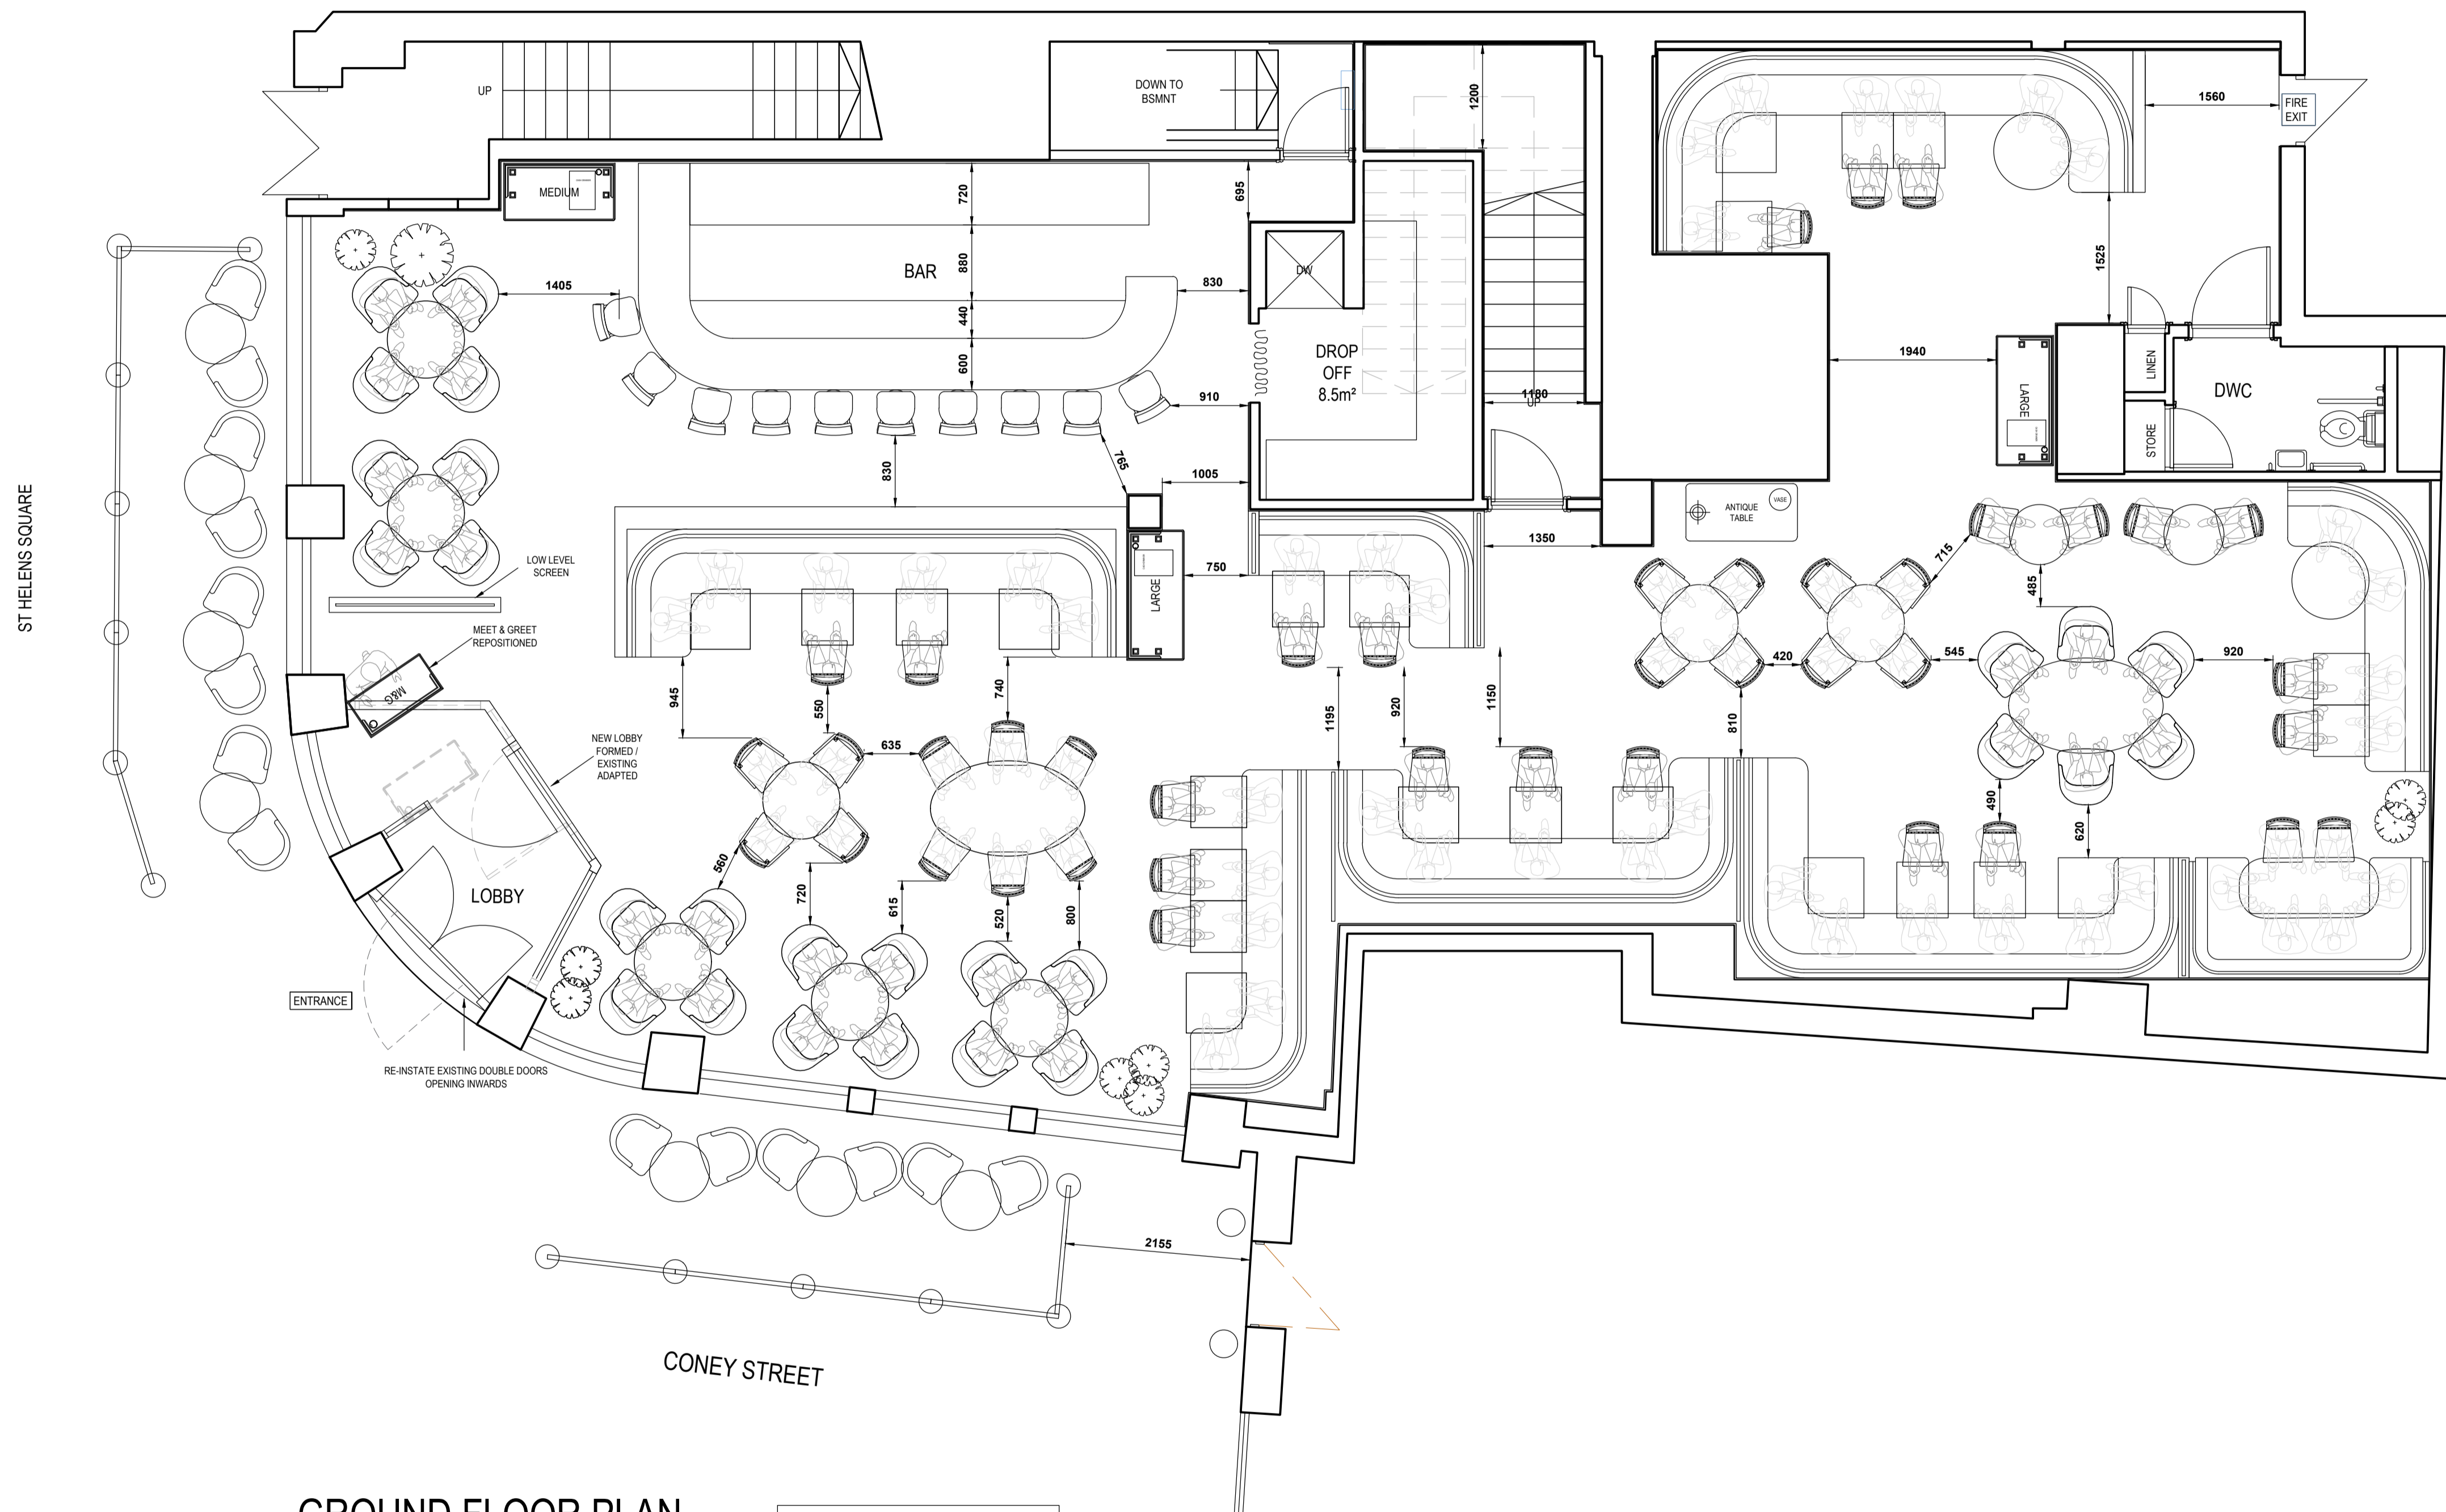 UP
DOWN TO
BSMNT
1200
1560
FIRE
EXIT
MEDIUM
720
695
BAR
880
1405
830
DW
1525
440
600
DROP
OFF
8.5m²
1180
UP
910
1940
LARGE
LINEN
STORE
DWC
830
765
1005
ST HELENS SQUARE
LOW LEVEL
SCREEN
MEET & GREET
REPOSITIONED
M&G
LARGE
750
1350
ANTIQUE
TABLE
VASE
715
485
945
550
740
635
1195
920
1150
420
545
920
810
NEW LOBBY
FORMED /
EXISTING
ADAPTED
490
620
560
720
615
520
800
LOBBY
ENTRANCE
RE-INSTATE EXISTING DOUBLE DOORS
OPENING INWARDS
2155
CONEY STREET
GROUND FLOOR PLAN